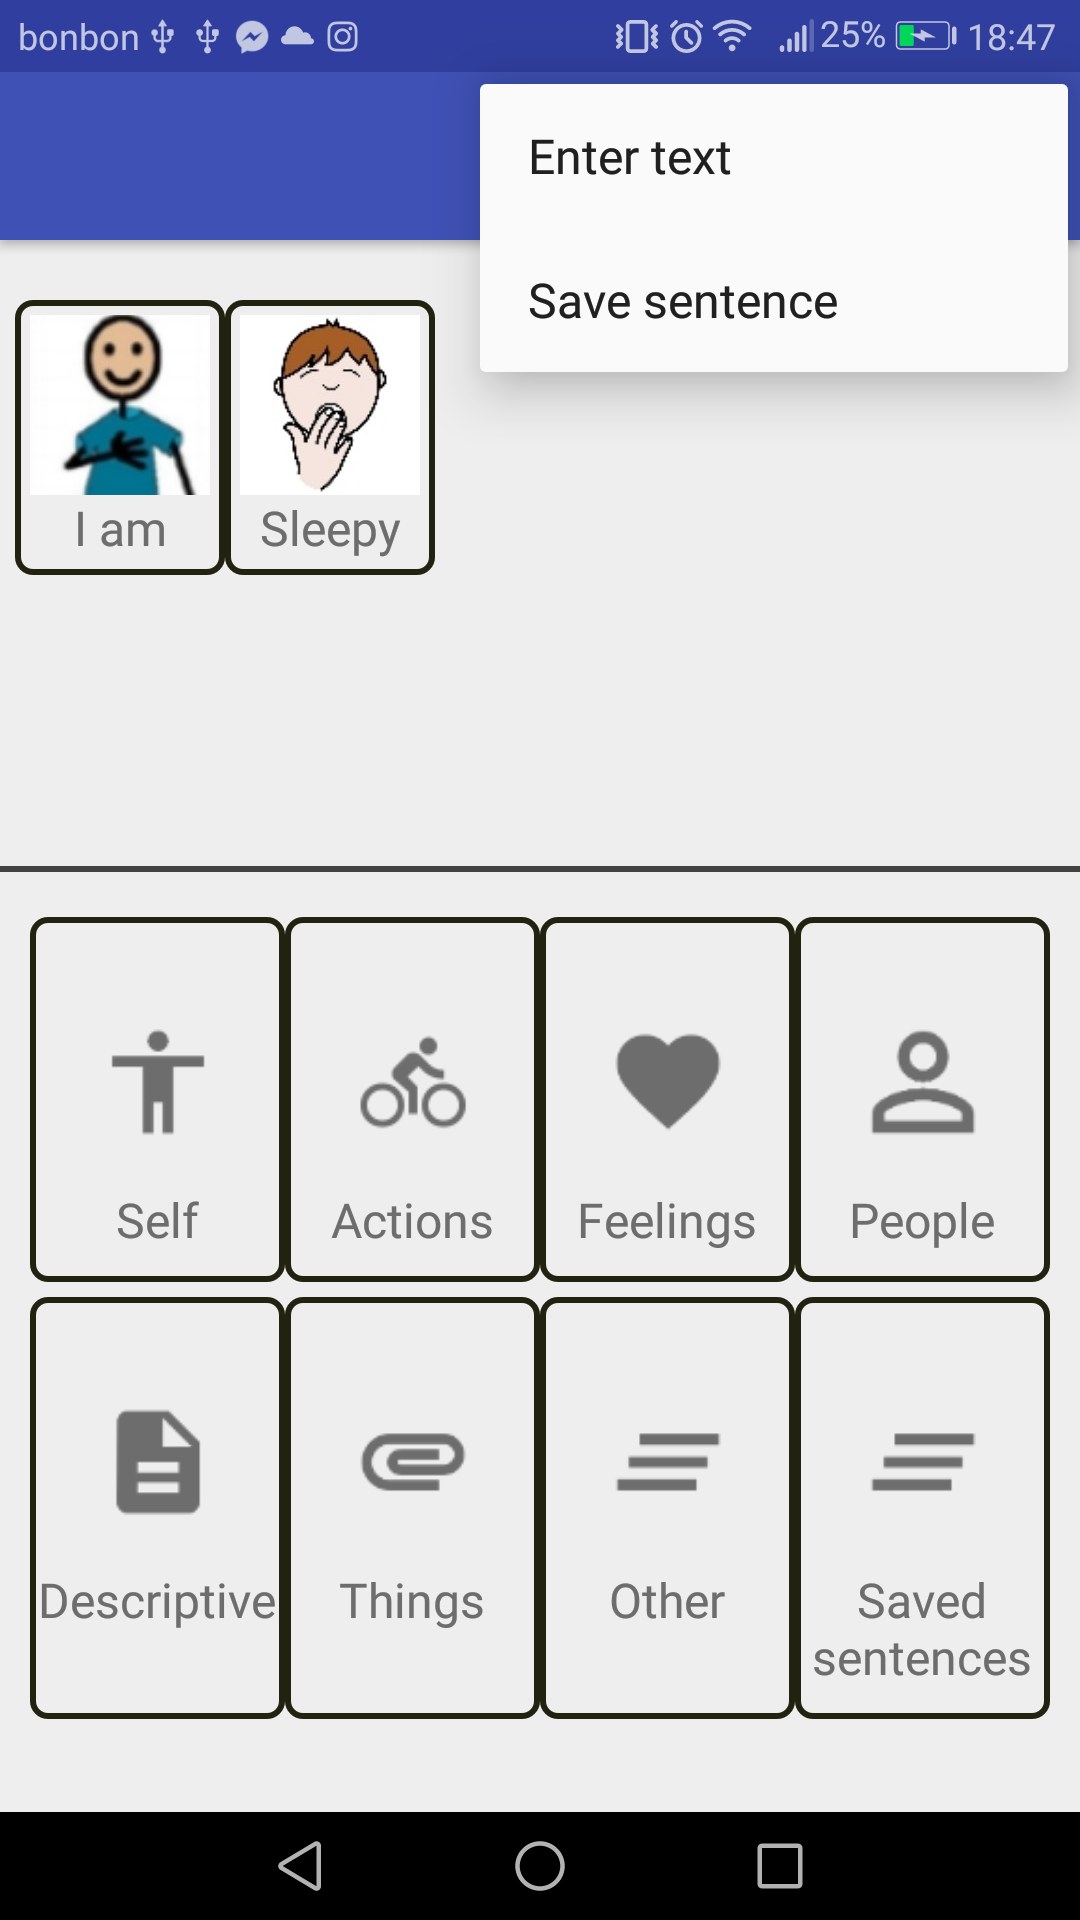 bonbon 25% 18:47
Enter text
Save sentence
I am Sleepy
Self Actions Feelings People
Descriptive Things Other Saved
sentences